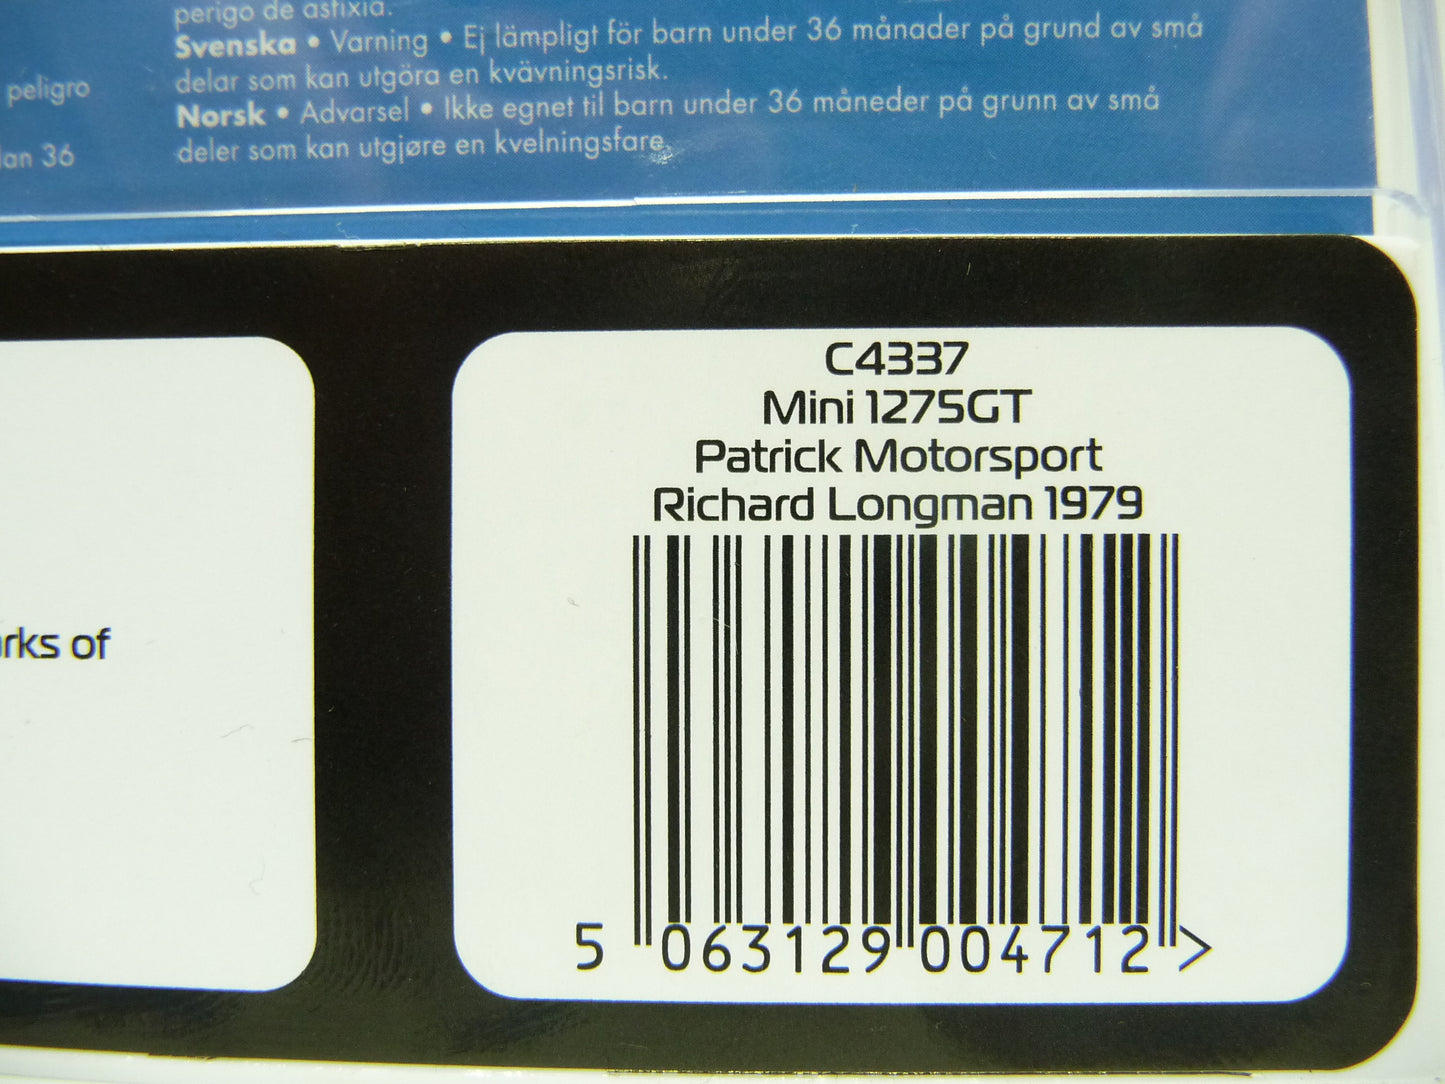 perigo de asfixia.
Svenska • Varning • Ej lämpligt för barn under 36 månader på grund av små
delar som kan utgöra en kvävningsrisk.
Norsk • Advarsel • Ikke egnet til barn under 36 måneder på grunn av små
deler som kan utgjøre en kvelningsfare.
peligro
36
of
C4337
Mini 1275GT
Patrick Motorsport
Richard Longman 1979
5 063129 004712 >